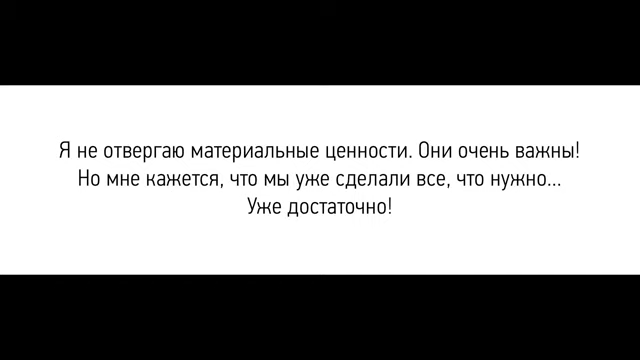 Я не отвергаю материальные ценности. Они очень важны!
Но мне кажется, что мы уже сделали все, что нужно...
Уже достаточно!